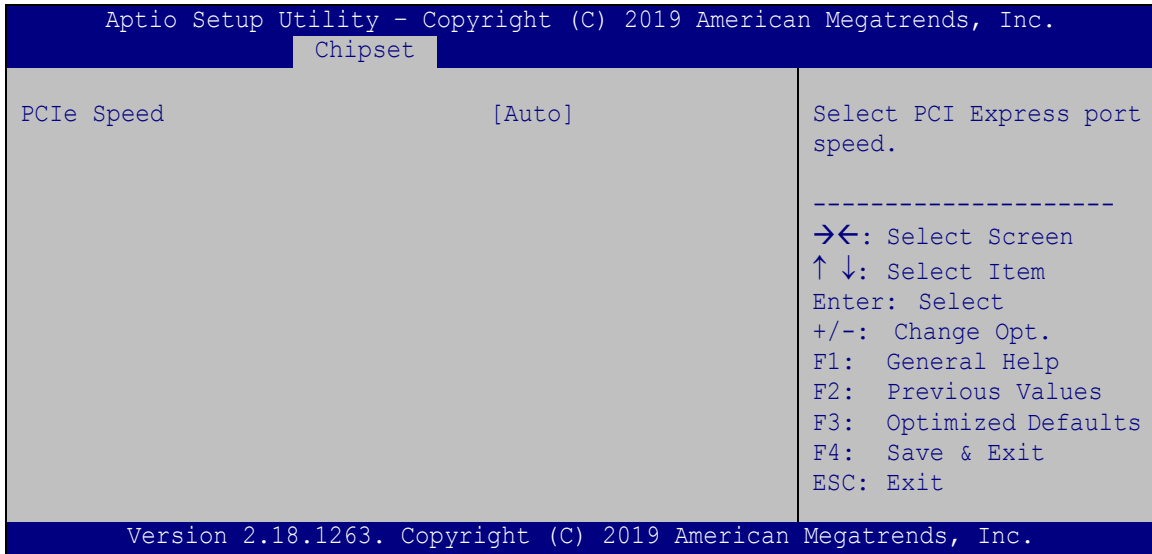 Aptio Setup Utility – Copyright (C) 2019 American Megatrends, Inc.
Chipset
PCIe Speed [Auto]
Select PCI Express port
speed.
---------------------
→←: Select Screen
↑ ↓: Select Item
Enter: Select
+/-: Change Opt.
F1: General Help
F2: Previous Values
F3: Optimized Defaults
F4: Save & Exit
ESC: Exit
Version 2.18.1263. Copyright (C) 2019 American Megatrends, Inc.